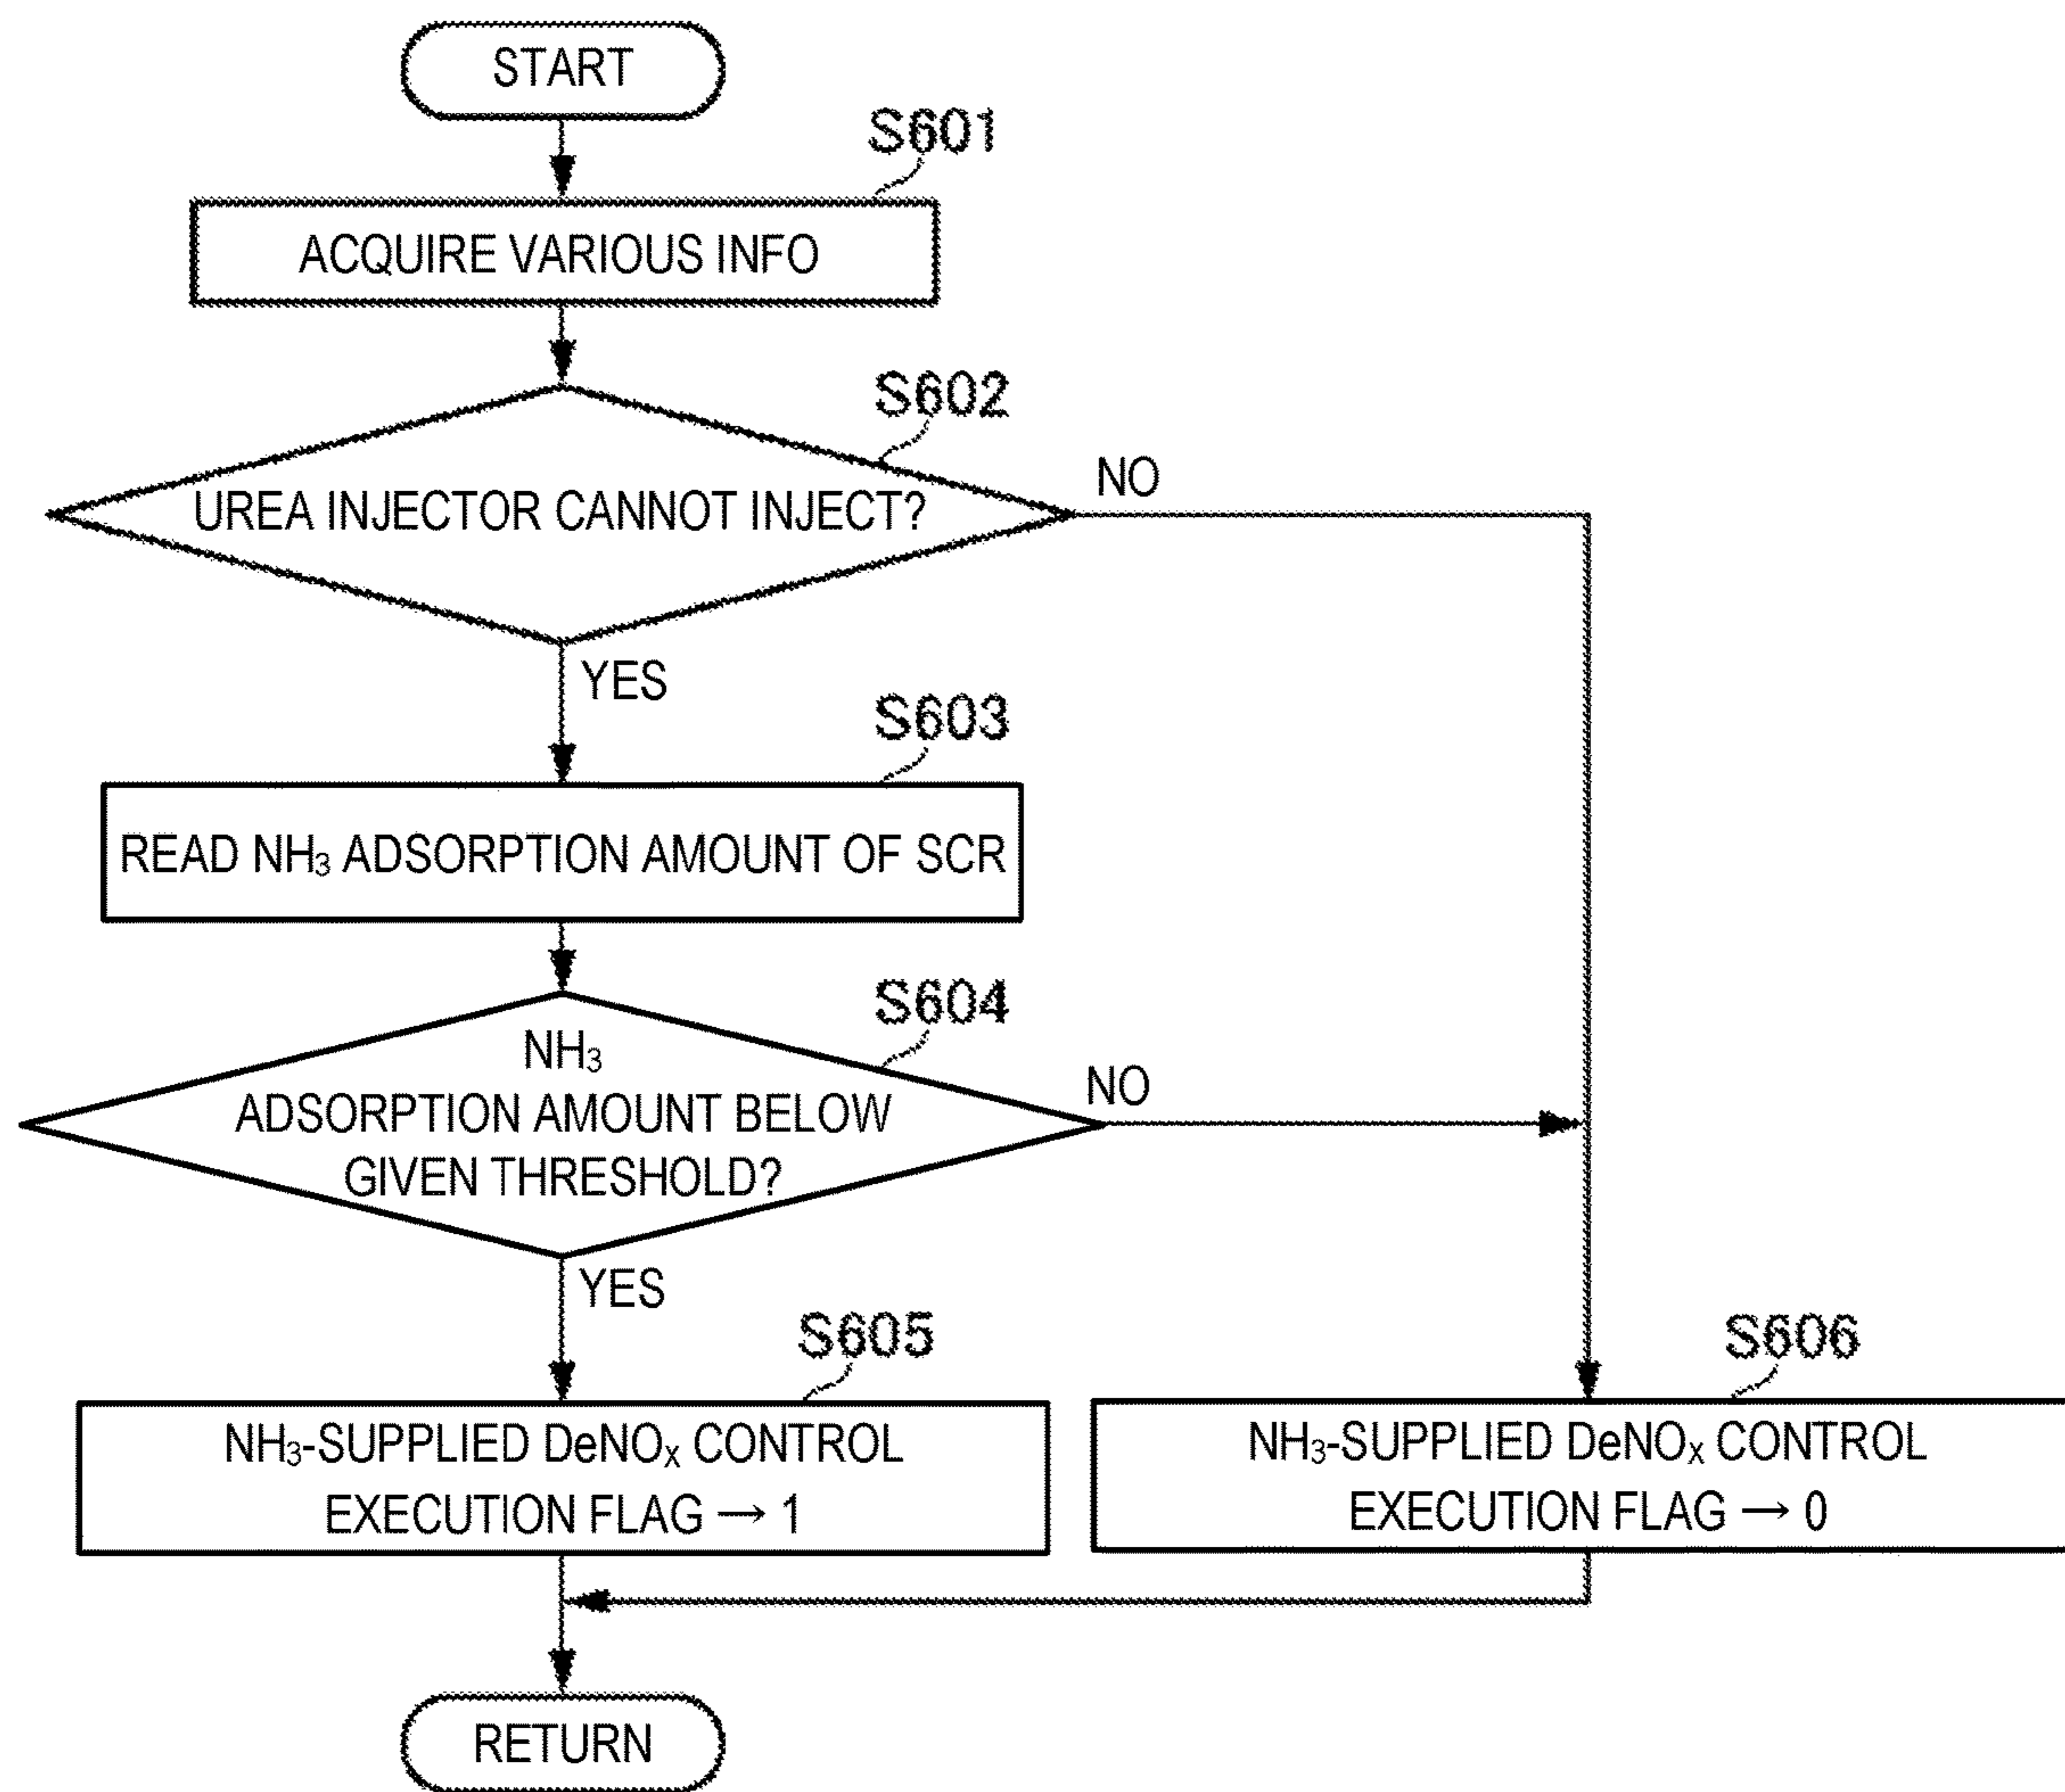 START
S601
ACQUIRE VARIOUS INFO
S602
UREA INJECTOR CANNOT INJECT?
NO
YES
S603
READ NH₃ ADSORPTION AMOUNT OF SCR
S604
NH₃
ADSORPTION AMOUNT BELOW
GIVEN THRESHOLD?
NO
YES
S605
NH₃-SUPPLIED DeNOₓ CONTROL
EXECUTION FLAG → 1
S606
NH₃-SUPPLIED DeNOₓ CONTROL
EXECUTION FLAG → 0
RETURN